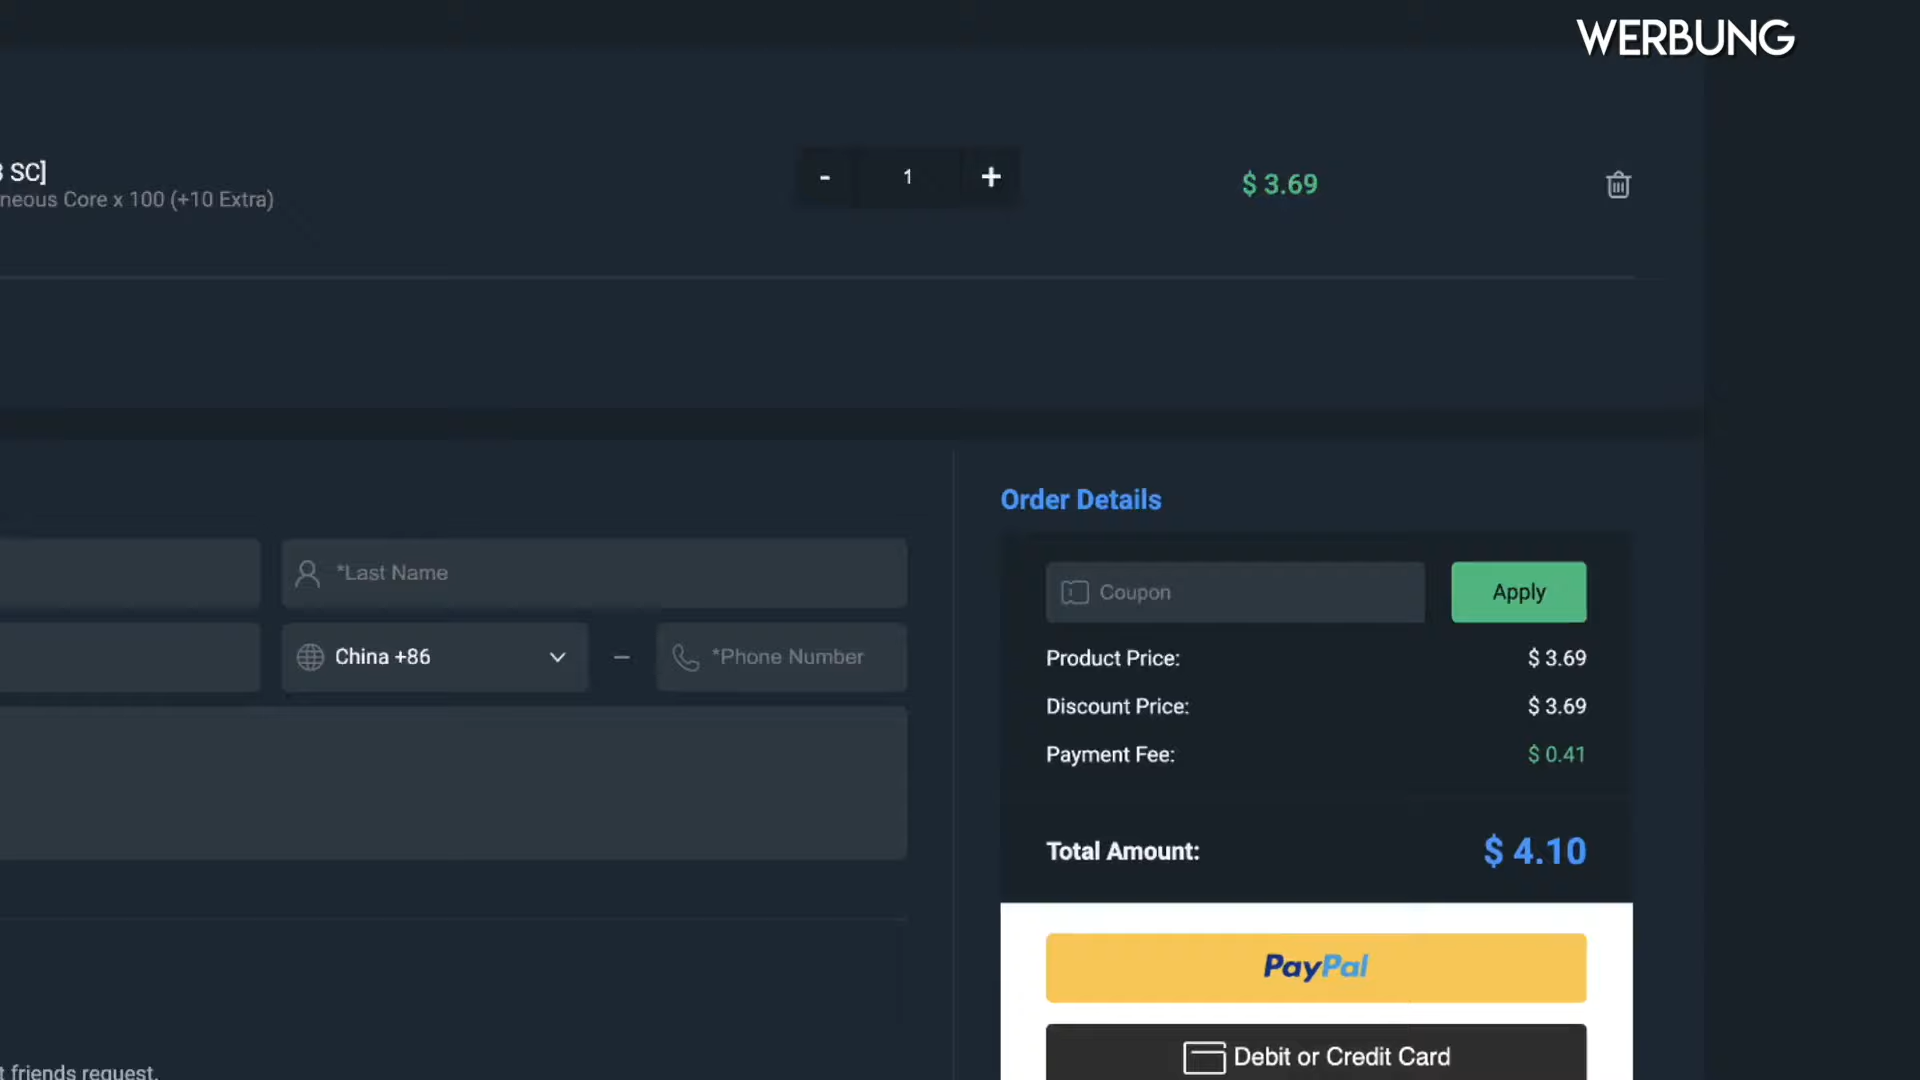 WERBUNG
SC]
neous Core x 100 (+10 Extra)
- 1 +
$ 3.69
Order Details
*Last Name
Coupon
Apply
China +86
*Phone Number
Product Price: $ 3.69
Discount Price: $ 3.69
Payment Fee: $ 0.41
Total Amount: $ 4.10
PayPal
Debit or Credit Card
t friends request.